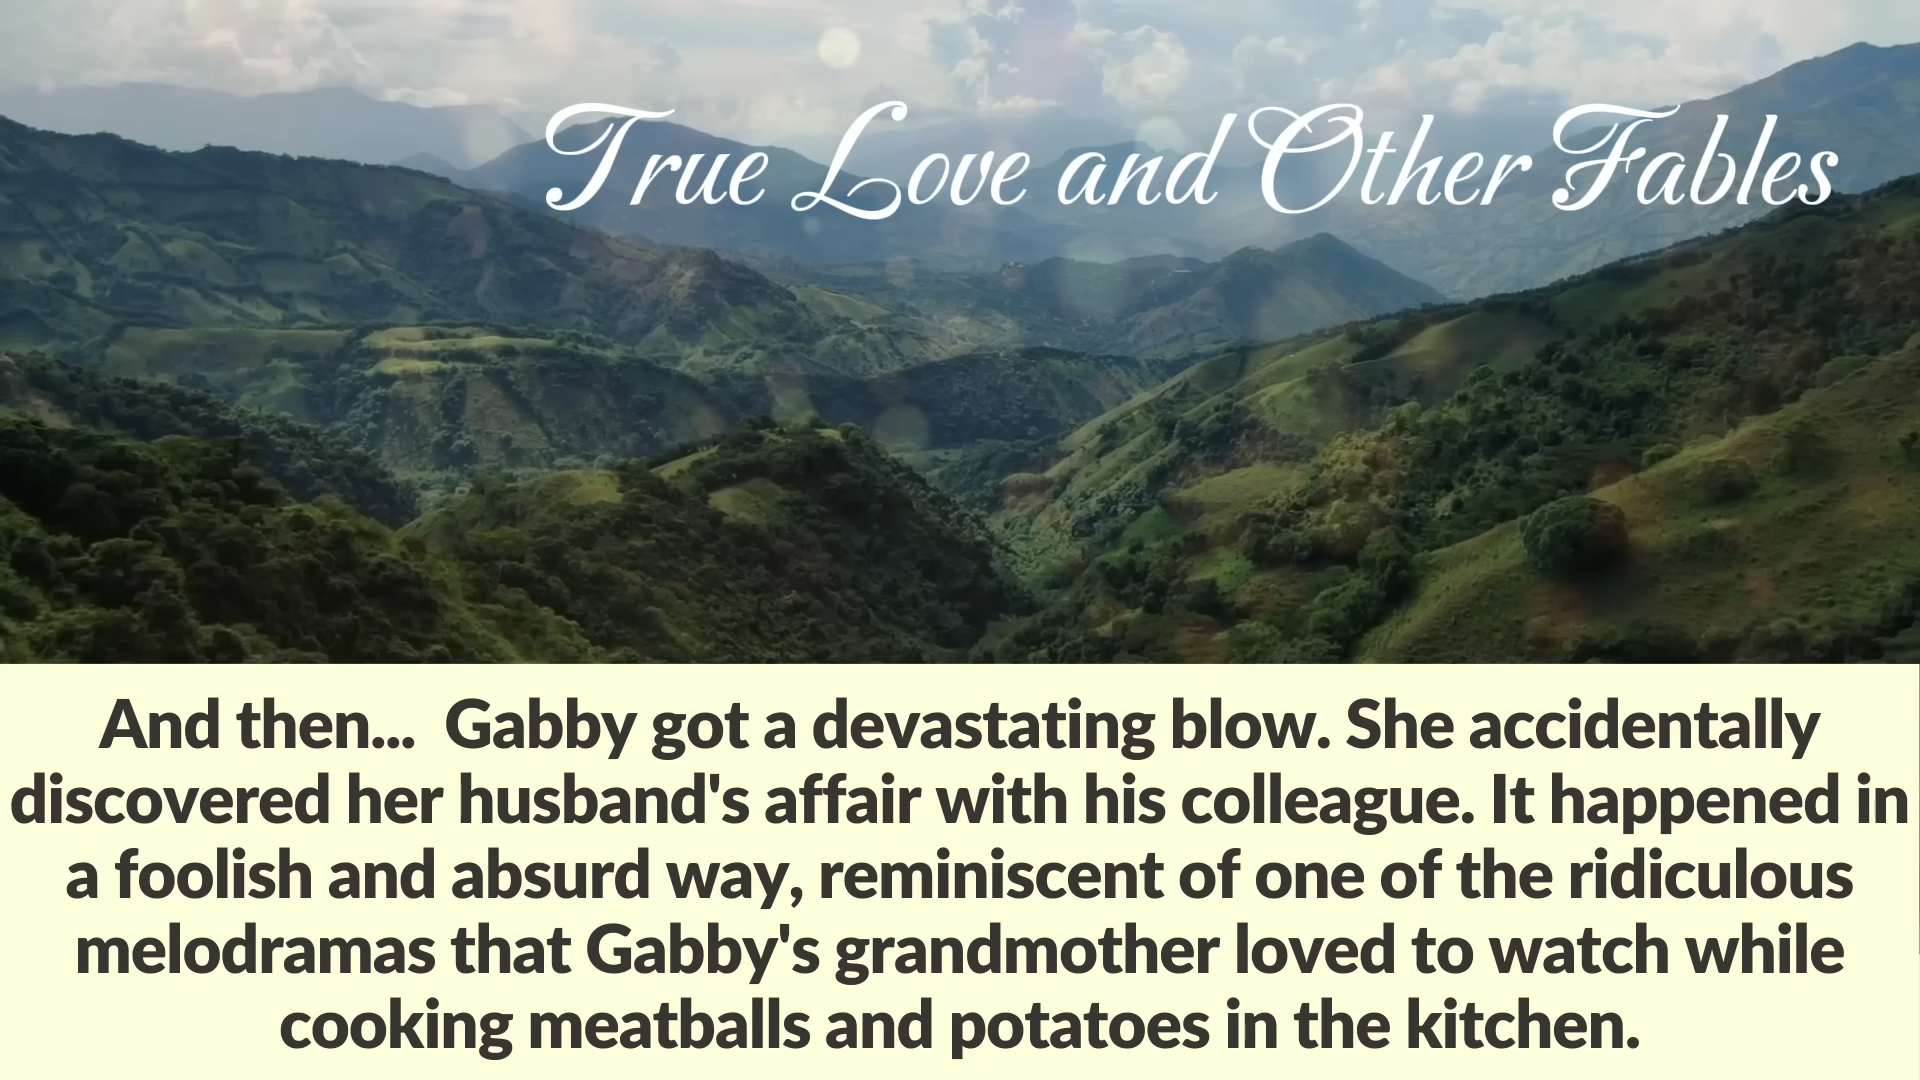 True Love and Other Fables
And then...  Gabby got a devastating blow. She accidentally
discovered her husband's affair with his colleague. It happened in
a foolish and absurd way, reminiscent of one of the ridiculous
melodramas that Gabby's grandmother loved to watch while
cooking meatballs and potatoes in the kitchen.